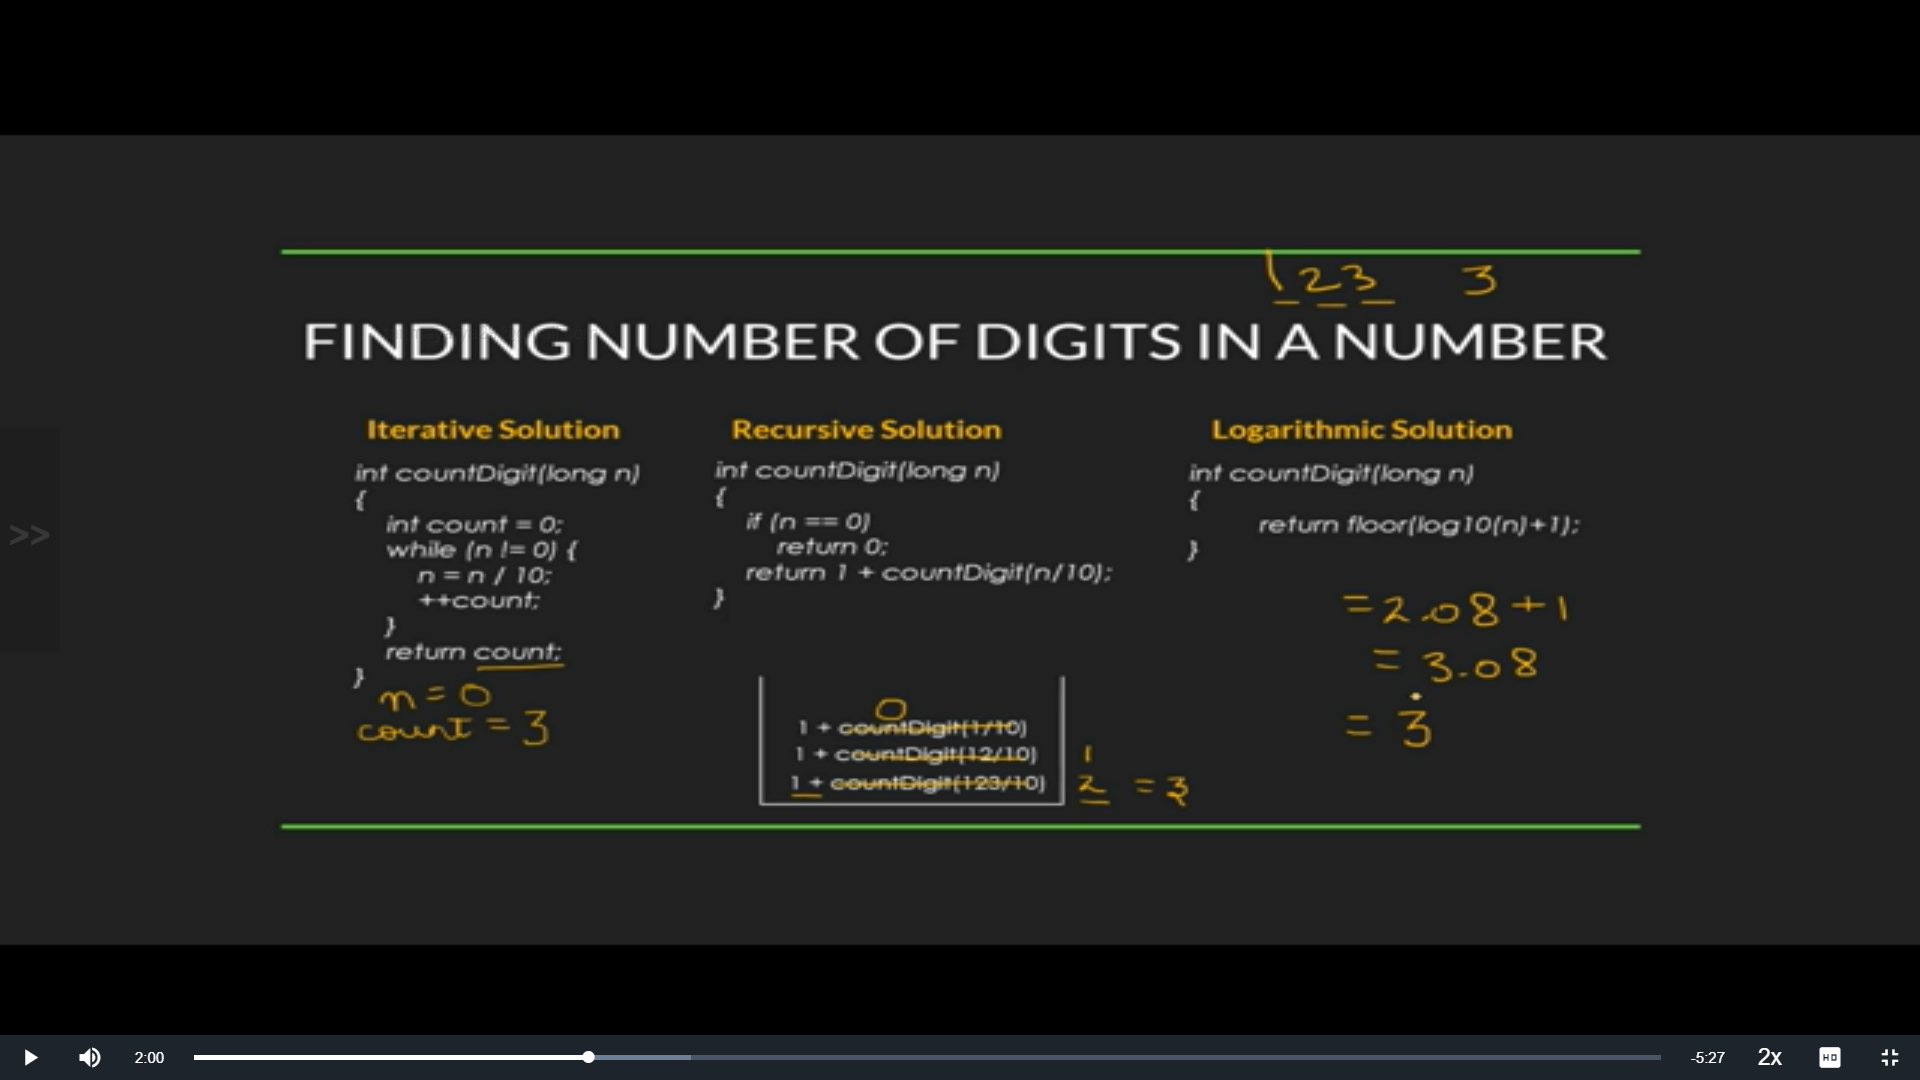 123 3
FINDING NUMBER OF DIGITS IN A NUMBER
Iterative Solution
int countDigit(long n)
{
int count = 0;
while (n != 0) {
n = n / 10;
++count;
}
return count;
}
n = 0
count = 3
Recursive Solution
int countDigit(long n)
{
if (n == 0)
return 0;
return 1 + countDigit(n/10);
}
0
1 + countDigit(1/10)
1 + countDigit(12/10) 1
1 + countDigit(123/10) 2 = 3
Logarithmic Solution
int countDigit(long n)
{
return floor(log10(n)+1);
}
= 2.08 + 1
= 3.08
= 3
>>
2:00 -5:27 2x HD